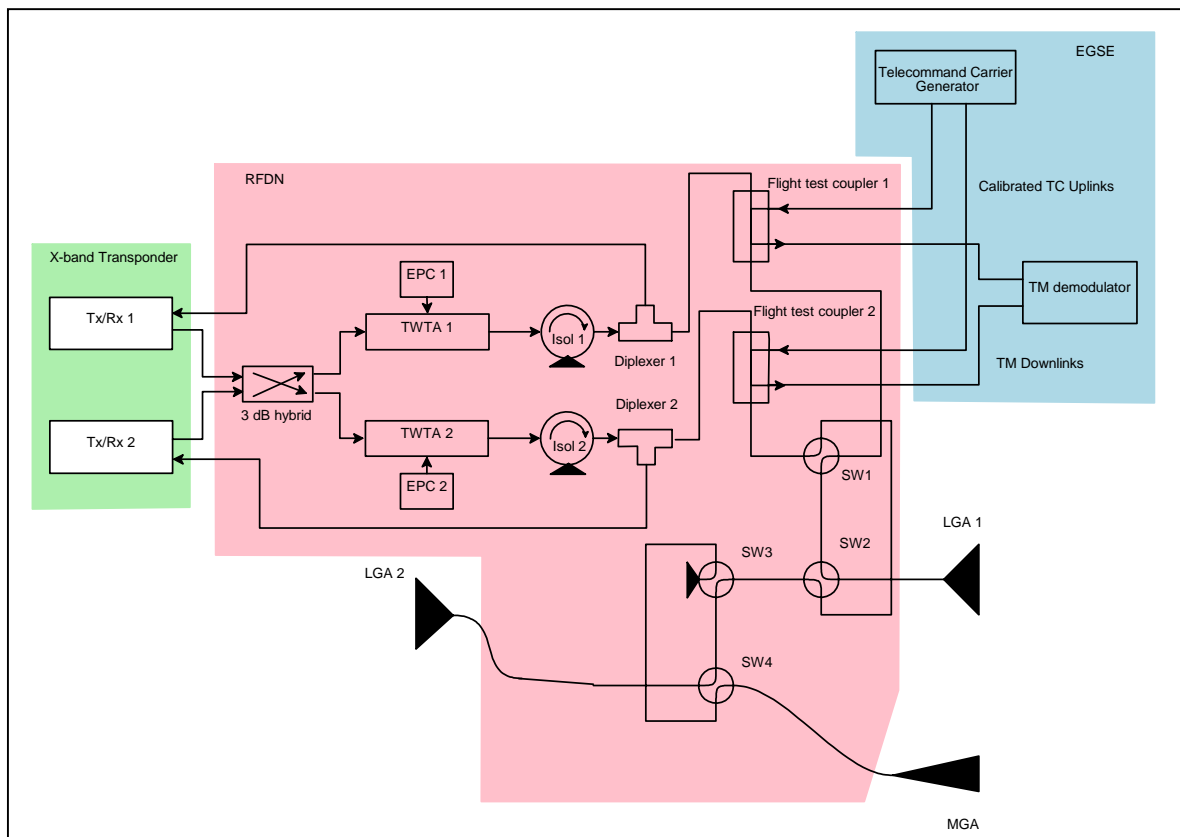 EGSE
Telecommand Carrier
Generator
RFDN
Flight test coupler 1
Calibrated TC Uplinks
X-band Transponder
EPC 1
Tx/Rx 1
TWTA 1
Isol 1
TM demodulator
Flight test coupler 2
Diplexer 1
TM Downlinks
Diplexer 2
3 dB hybrid
Tx/Rx 2
TWTA 2
Isol 2
SW1
EPC 2
LGA 1
SW3
SW2
LGA 2
SW4
MGA